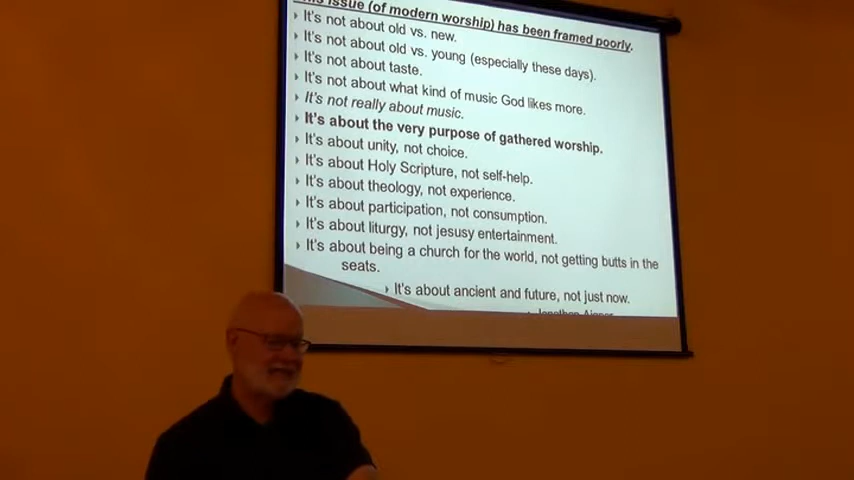 issue (of modern worship) has been framed poorly.
It's not about old vs. new.
It's not about old vs. young (especially these days).
It's not about taste.
It's not about what kind of music God likes more.
It's not really about music.
It's about the very purpose of gathered worship.
It's about unity, not choice.
It's about Holy Scripture, not self-help.
It's about theology, not experience.
It's about participation, not consumption.
It's about liturgy, not jesusy entertainment.
It's about being a church for the world, not getting butts in the
seats.
It's about ancient and future, not just now.